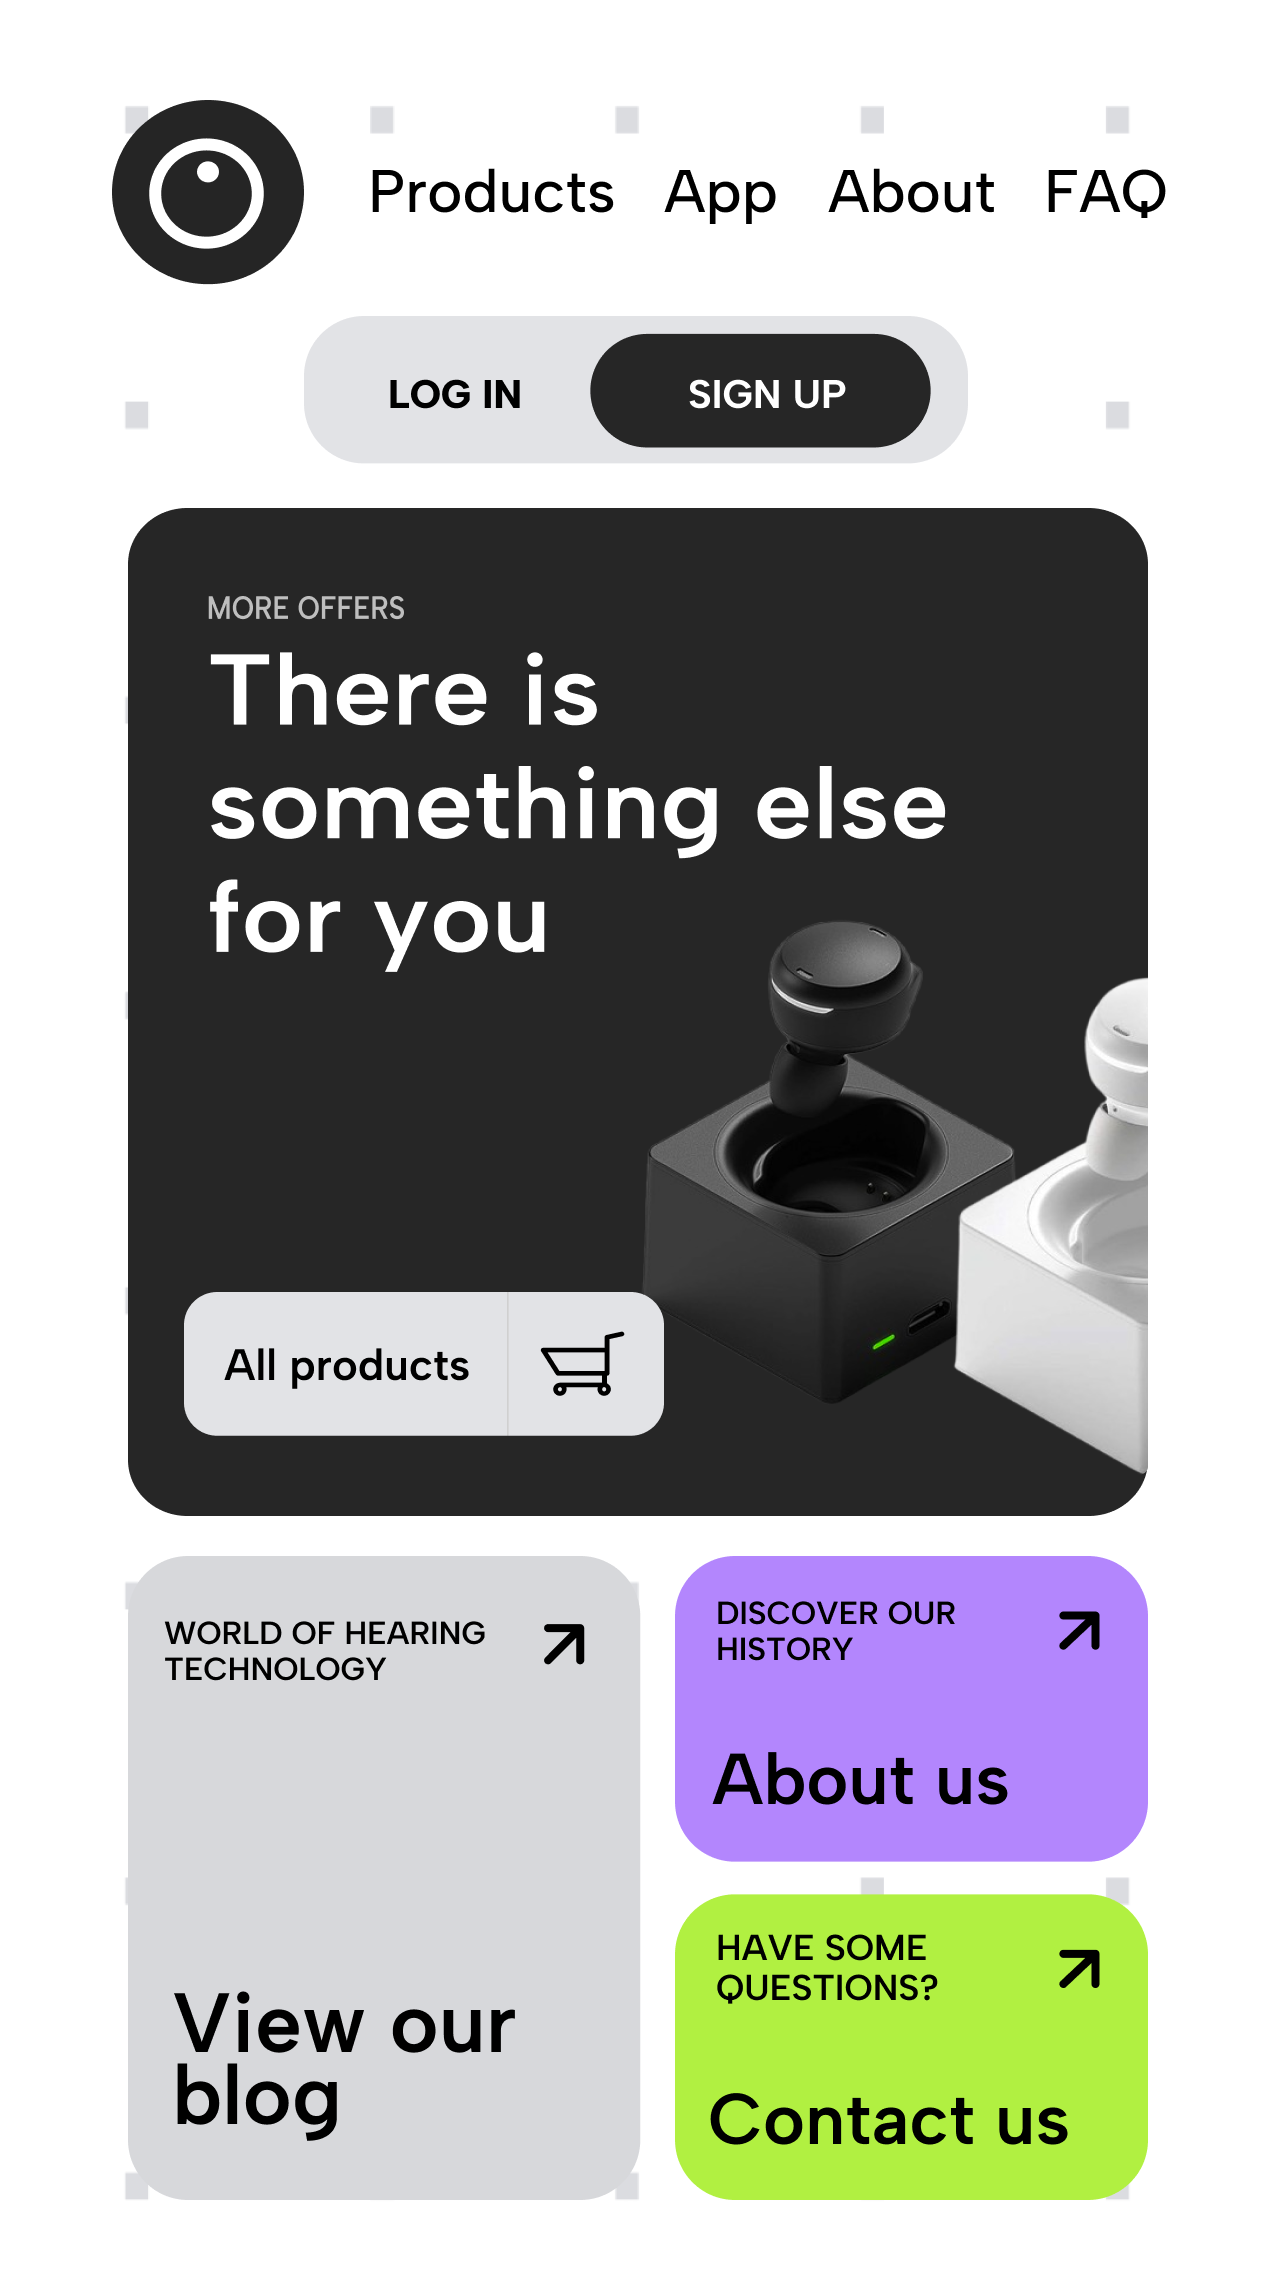 Products App About FAQ
LOG IN SIGN UP
MORE OFFERS
There is
something else
for you
All products
WORLD OF HEARING
TECHNOLOGY
View our
blog
DISCOVER OUR
HISTORY
About us
HAVE SOME
QUESTIONS?
Contact us